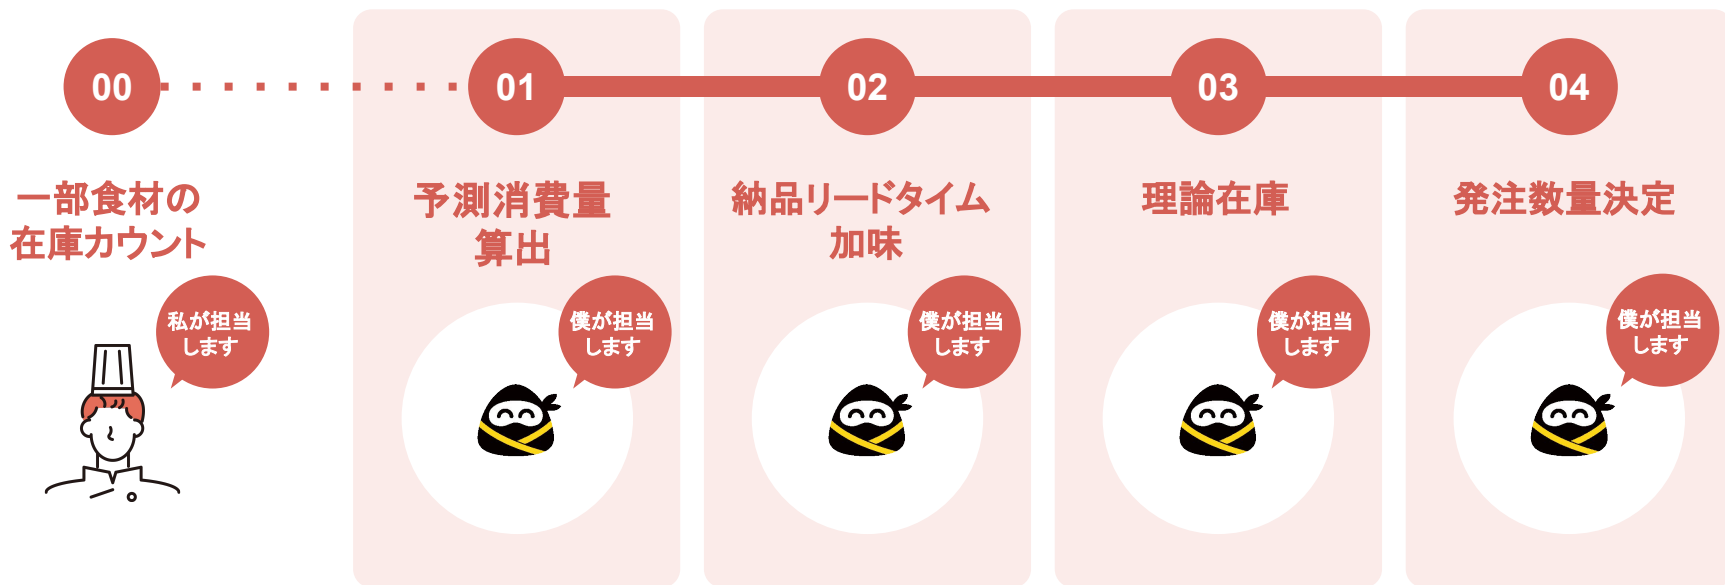 00
一部食材の
在庫カウント
私が担当
します
01
予測消費量
算出
僕が担当
します
02
納品リードタイム
加味
僕が担当
します
03
理論在庫
僕が担当
します
04
発注数量決定
僕が担当
します